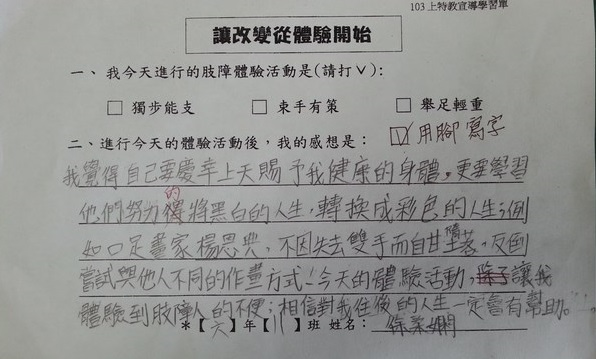 103上特教宣導學習單
讓改變從體驗開始
一、我今天進行的肢障體驗活動是(請打V):
□ 獨步能支 □ 束手有策 □ 舉足輕重
二、進行今天的體驗活動後,我的感想是: ☑用腳寫字
我覺得自己要慶幸上天賜予我健康的身體,更要學習
他們努力的將黑白的人生,轉換成彩色的人生;例
如口足畫家楊恩典,不因失去雙手而自甘墮落,反倒
嘗試與他人不同的作畫方式!今天的體驗活動,讓我
體驗到肢障人的不便;相信對我往後的人生一定會有幫助。
*【六】年【八】班 姓名:徐